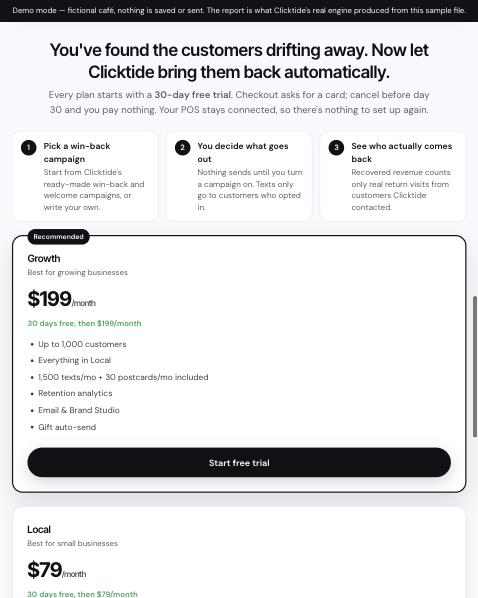 Demo mode — fictional café, nothing is saved or sent. The report is what Clicktide's real engine produced from this sample file.
You've found the customers drifting away. Now let
Clicktide bring them back automatically.
Every plan starts with a 30-day free trial. Checkout asks for a card; cancel before day
30 and you pay nothing. Your POS stays connected, so there's nothing to set up again.
1
Pick a win-back
campaign
Start from Clicktide's
ready-made win-back and
welcome campaigns, or
write your own.
2
You decide what goes
out
Nothing sends until you turn
a campaign on. Texts only
go to customers who opted
in.
3
See who actually comes
back
Recovered revenue counts
only real return visits from
customers Clicktide
contacted.
Recommended
Growth
Best for growing businesses
$199/month
30 days free, then $199/month
• Up to 1,000 customers
• Everything in Local
• 1,500 texts/mo + 30 postcards/mo included
• Retention analytics
• Email & Brand Studio
• Gift auto-send
Start free trial
Local
Best for small businesses
$79/month
30 days free, then $79/month